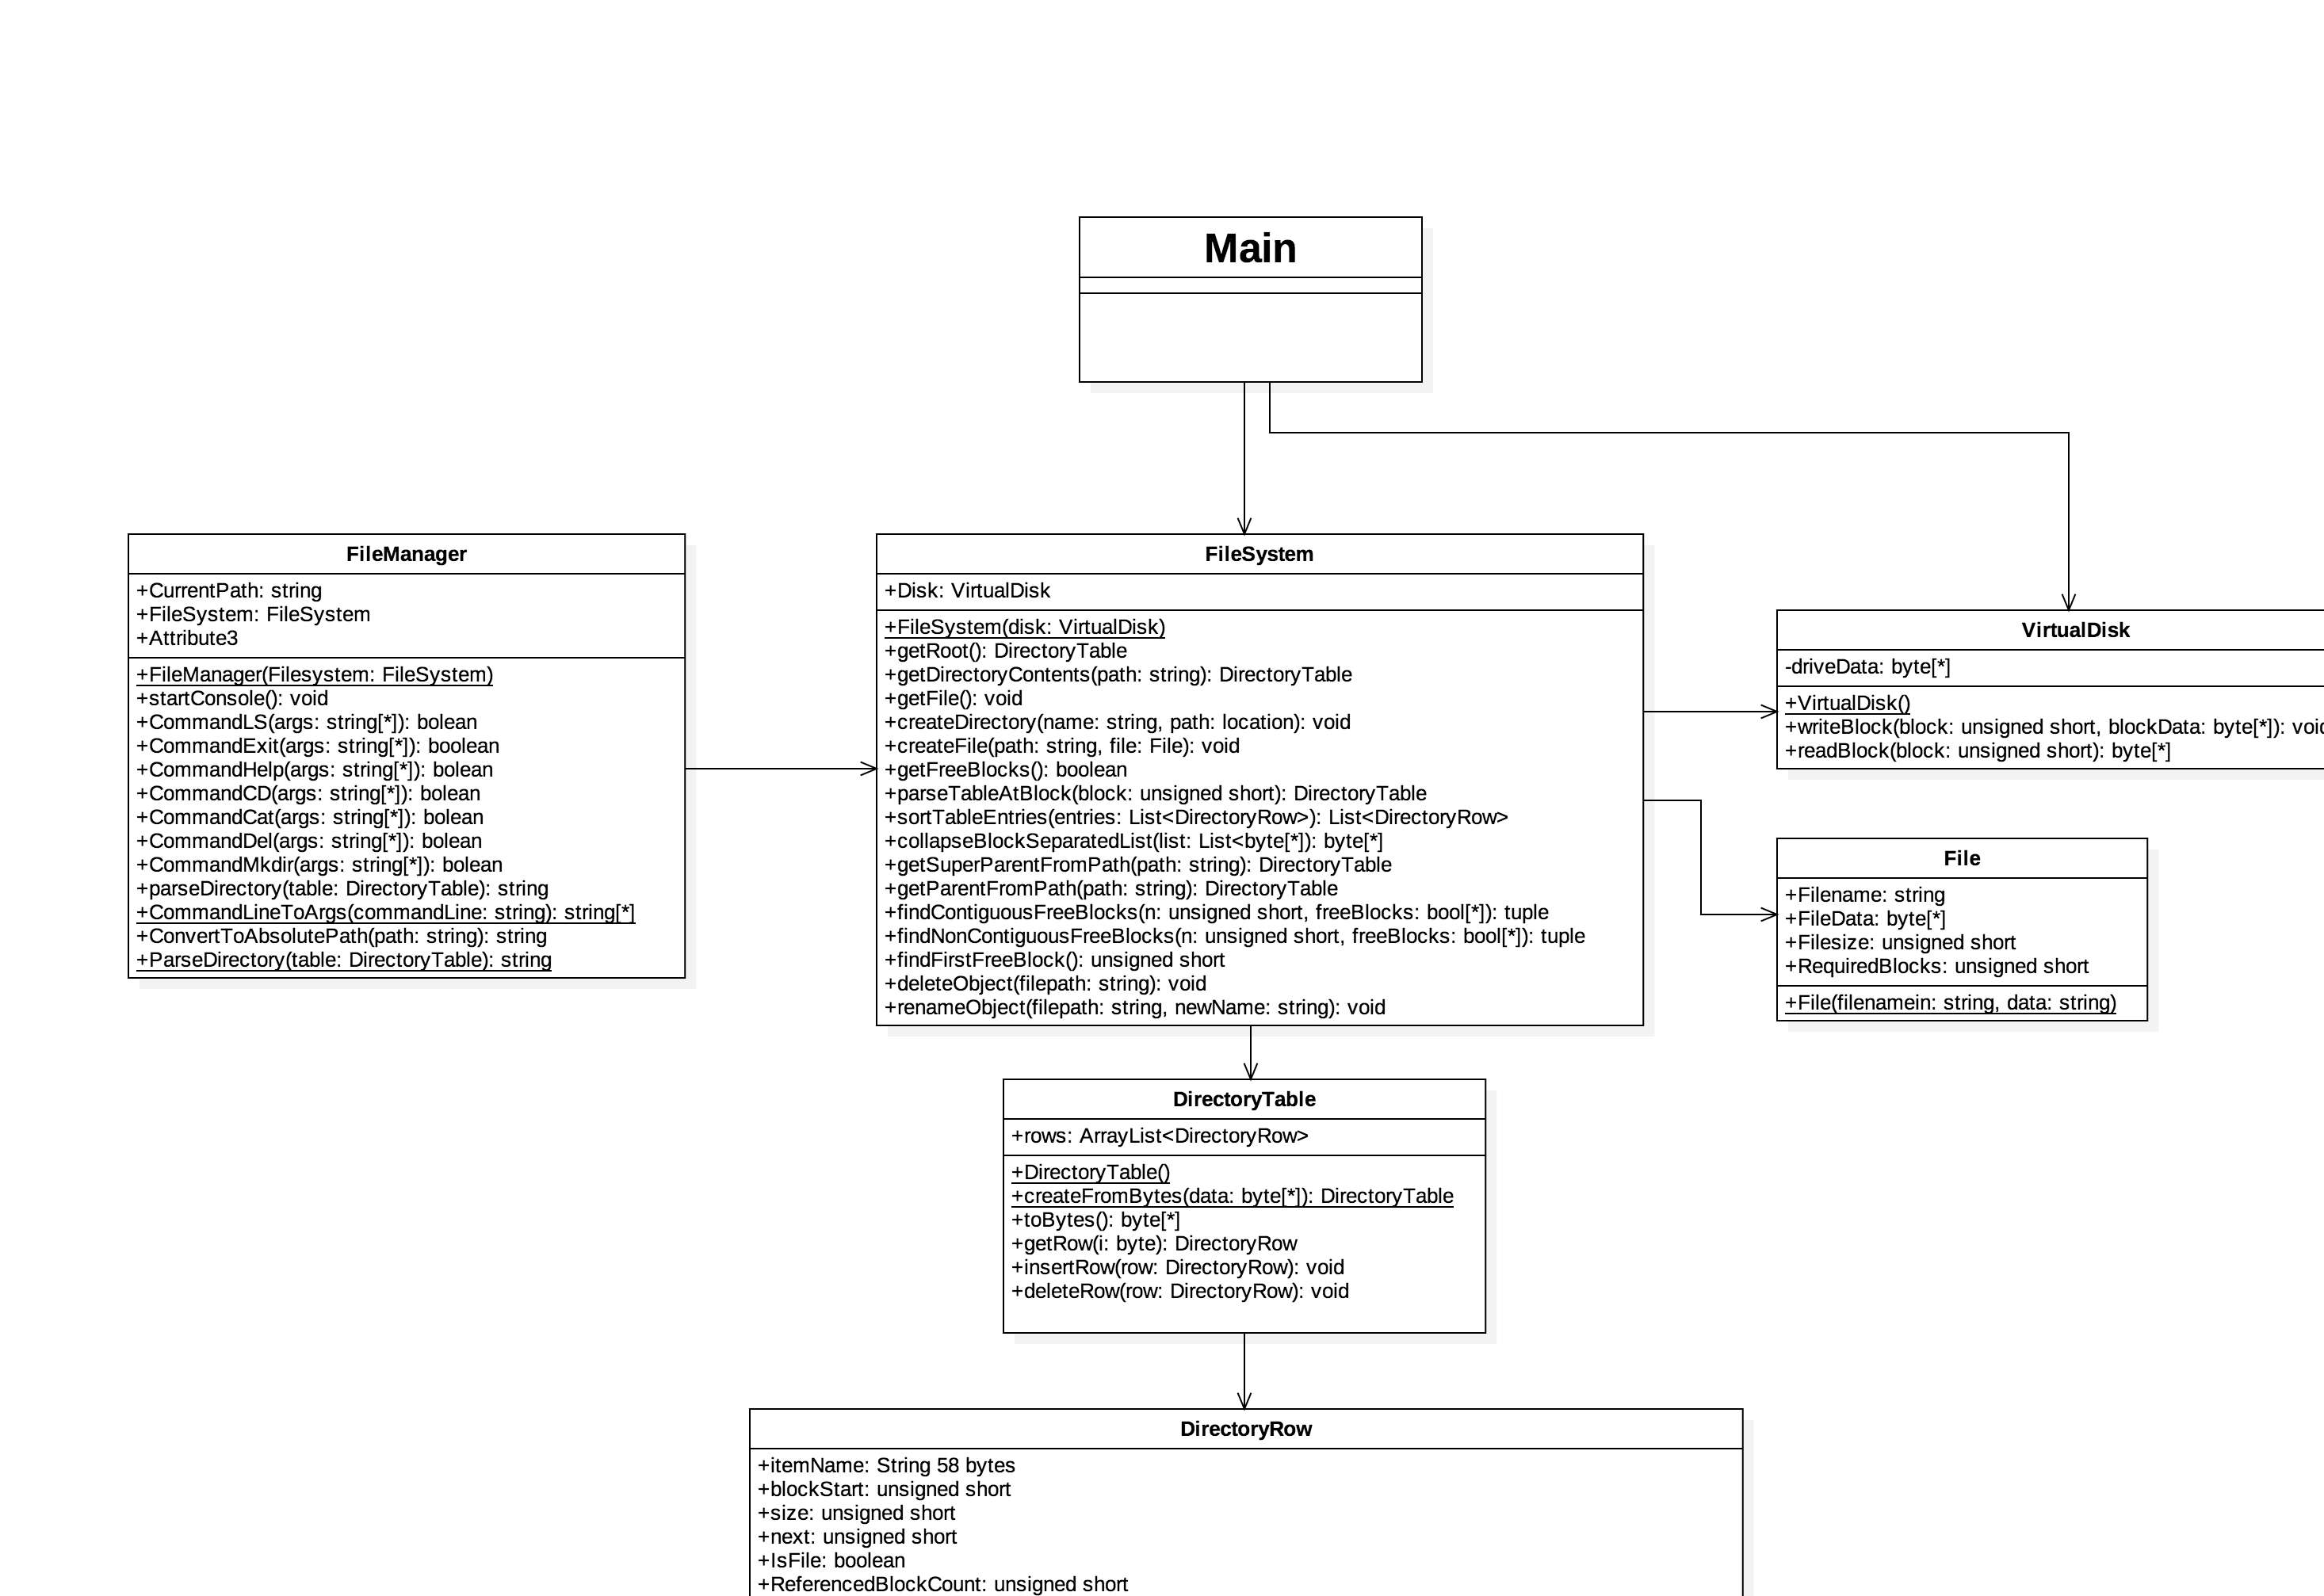 Main
FileManager
+CurrentPath: string
+FileSystem: FileSystem
+Attribute3
+FileManager(Filesystem: FileSystem)
+startConsole(): void
+CommandLS(args: string[*]): bolean
+CommandExit(args: string[*]): boolean
+CommandHelp(args: string[*]): bolean
+CommandCD(args: string[*]): bolean
+CommandCat(args: string[*]): bolean
+CommandDel(args: string[*]): bolean
+CommandMkdir(args: string[*]): bolean
+parseDirectory(table: DirectoryTable): string
+CommandLineToArgs(commandLine: string): string[*]
+ConvertToAbsolutePath(path: string): string
+ParseDirectory(table: DirectoryTable): string
FileSystem
+Disk: VirtualDisk
+FileSystem(disk: VirtualDisk)
+getRoot(): DirectoryTable
+getDirectoryContents(path: string): DirectoryTable
+getFile(): void
+createDirectory(name: string, path: location): void
+createFile(path: string, file: File): void
+getFreeBlocks(): boolean
+parseTableAtBlock(block: unsigned short): DirectoryTable
+sortTableEntries(entries: List<DirectoryRow>): List<DirectoryRow>
+collapseBlockSeparatedList(list: List<byte[*]): byte[*]
+getSuperParentFromPath(path: string): DirectoryTable
+getParentFromPath(path: string): DirectoryTable
+findContiguousFreeBlocks(n: unsigned short, freeBlocks: bool[*]): tuple
+findNonContiguousFreeBlocks(n: unsigned short, freeBlocks: bool[*]): tuple
+findFirstFreeBlock(): unsigned short
+deleteObject(filepath: string): void
+renameObject(filepath: string, newName: string): void
VirtualDisk
-driveData: byte[*]
+VirtualDisk()
+writeBlock(block: unsigned short, blockData: byte[*]):
+readBlock(block: unsigned short): byte[*]
File
+Filename: string
+FileData: byte[*]
+Filesize: unsigned short
+RequiredBlocks: unsigned short
+File(filenamein: string, data: string)
DirectoryTable
+rows: ArrayList<DirectoryRow>
+DirectoryTable()
+createFromBytes(data: byte[*]): DirectoryTable
+toBytes(): byte[*]
+getRow(i: byte): DirectoryRow
+insertRow(row: DirectoryRow): void
+deleteRow(row: DirectoryRow): void
DirectoryRow
+itemName: String 58 bytes
+blockStart: unsigned short
+size: unsigned short
+next: unsigned short
+IsFile: boolean
+ReferencedBlockCount: unsigned short